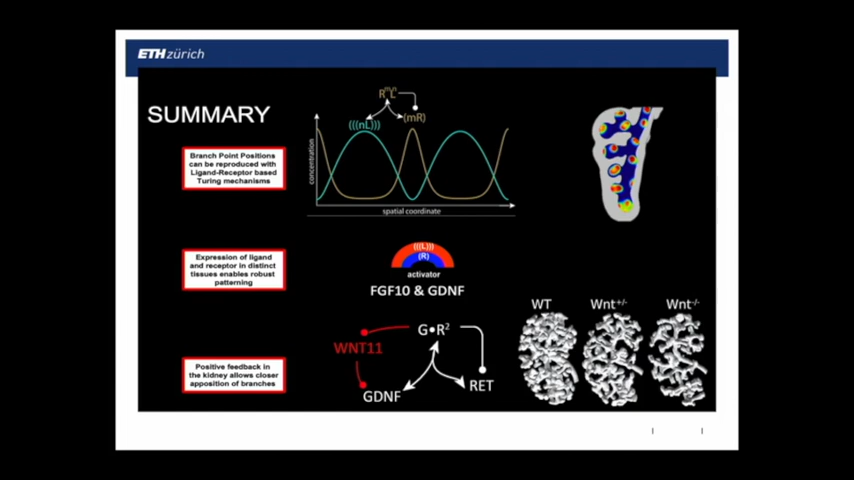 ETH zürich
SUMMARY
Branch Point Positions
can be reproduced with
Ligand-Receptor based
Turing mechanisms
(((nL)))
(mR)
concentration
spatial coordinate
Expression of ligand
and receptor in distinct
tissues enables robust
patterning
(((L)))
(R)
activator
FGF10 & GDNF
Positive feedback in
the kidney allows closer
apposition of branches
G•R²
WNT11
GDNF
RET
WT
Wnt+/-
Wnt-/-